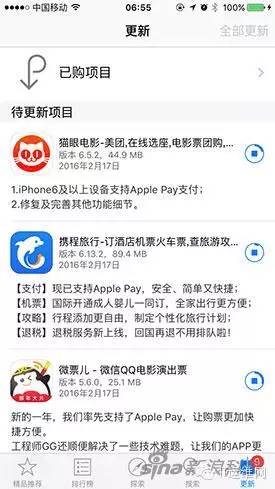 中国移动
06:55
更新
全部更新
已购项目
待更新项目
猫眼电影-美团,在线选座,电影票团购,...
版本 6.5.2, 44.9 MB
2016年2月17日
1.iPhone6及以上设备支持Apple Pay支付；
2.修复及完善其他功能细节。
携程旅行-订酒店机票火车票,查旅游攻...
版本 6.13.2, 89.4 MB
2016年2月17日
【支付】现已支持Apple Pay，安全、简单又快捷；
【机票】国际开通成人婴儿一同订，全家出行更方便；
【攻略】行程添加更自由，制定个性化旅行计划；
【退税】退税服务新上线，回国再退不用排队啦！
微票儿 - 微信QQ电影演出票
版本 5.6.0, 25.1 MB
2016年2月17日
新的一年，我们率先支持了Apple Pay，让购票更加快
捷方便。
工程师GG还顺便解决了一些技术难题，让我们的APP更
精品推荐
排行榜
探索
搜索
更新
9
sina新浪科技